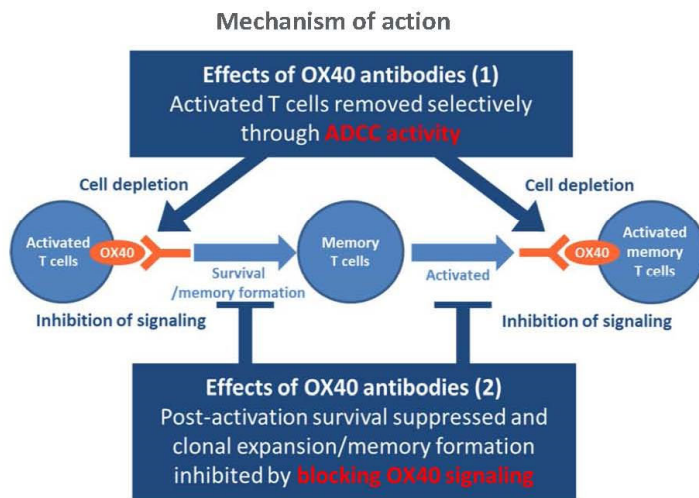 Mechanism of action
Effects of OX40 antibodies (1)
Activated T cells removed selectively
through ADCC activity
Cell depletion
Cell depletion
Activated
T cells
OX40
Survival
/memory formation
Memory
T cells
Activated
OX40
Activated
memory
T cells
Inhibition of signaling
Inhibition of signaling
Effects of OX40 antibodies (2)
Post-activation survival suppressed and
clonal expansion/memory formation
inhibited by blocking OX40 signaling